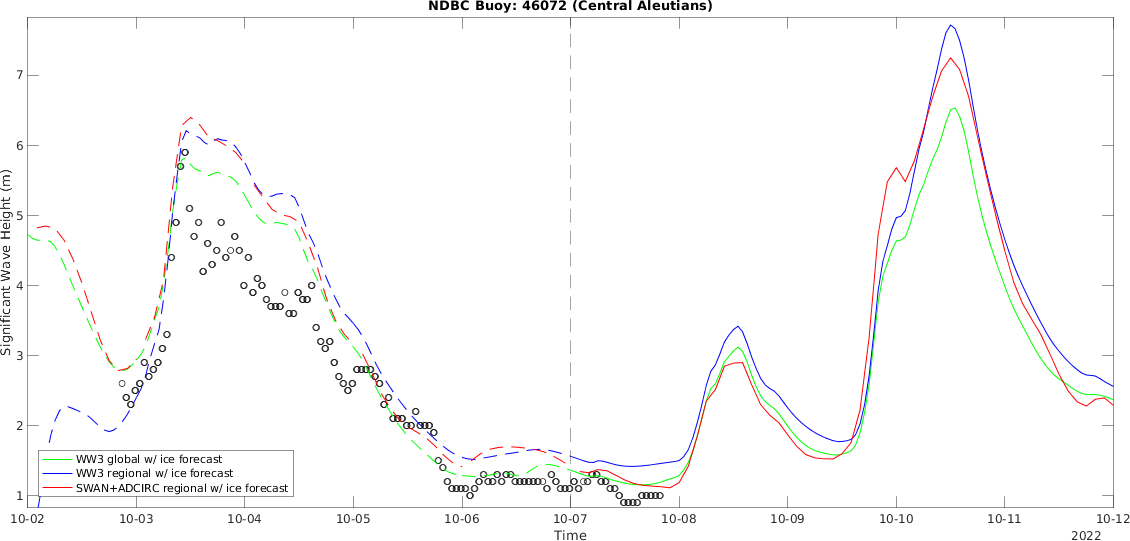 NDBC Buoy: 46072 (Central Aleutians)
Significant Wave Height (m)
7
6
5
4
3
2
1
WW3 global w/ ice forecast
WW3 regional w/ ice forecast
SWAN+ADCIRC regional w/ ice forecast
10-02 10-03 10-04 10-05 10-06 10-07 10-08 10-09 10-10 10-11 10-12
Time
2022